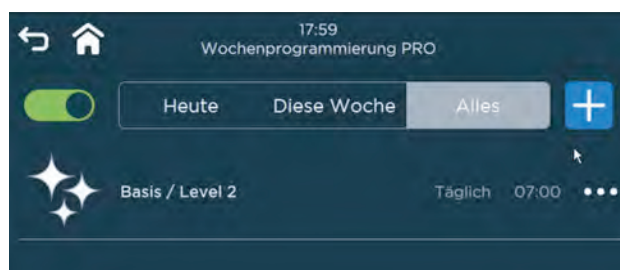 17:59
Wochenprogrammierung PRO
Heute Diese Woche Alles
Basis / Level 2 Täglich 07:00